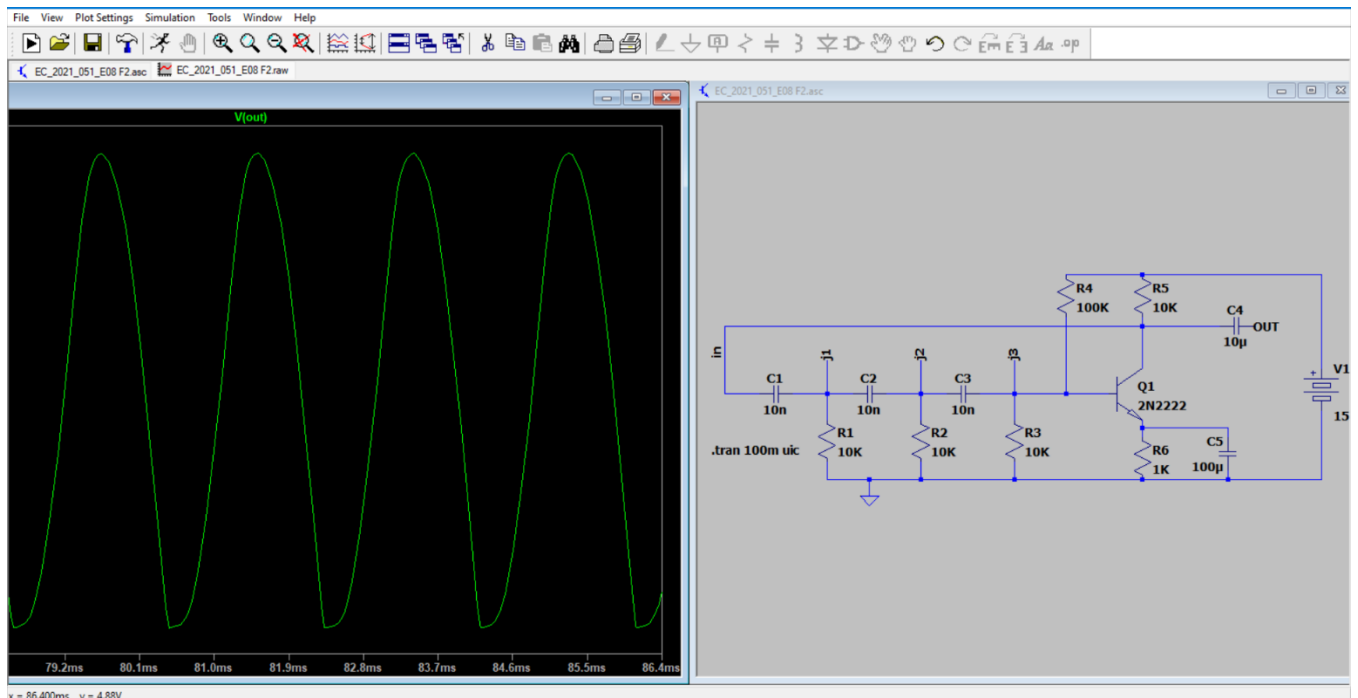 File View Plot Settings Simulation Tools Window Help
EC_2021_051_E08 F2.asc EC_2021_051_E08 F2.raw
V(out)
79.2ms 80.1ms 81.0ms 81.9ms 82.8ms 83.7ms 84.6ms 85.5ms 86.4ms
x = 86.400ms y = 4.88V
EC_2021_051_E08 F2.asc
R4
100K
R5
10K
C4
OUT
10µ
in
j1
j2
j3
C1
10n
C2
10n
C3
10n
Q1
2N2222
V1
15
R1
10K
R2
10K
R3
10K
R6
1K
C5
100µ
.tran 100m uic